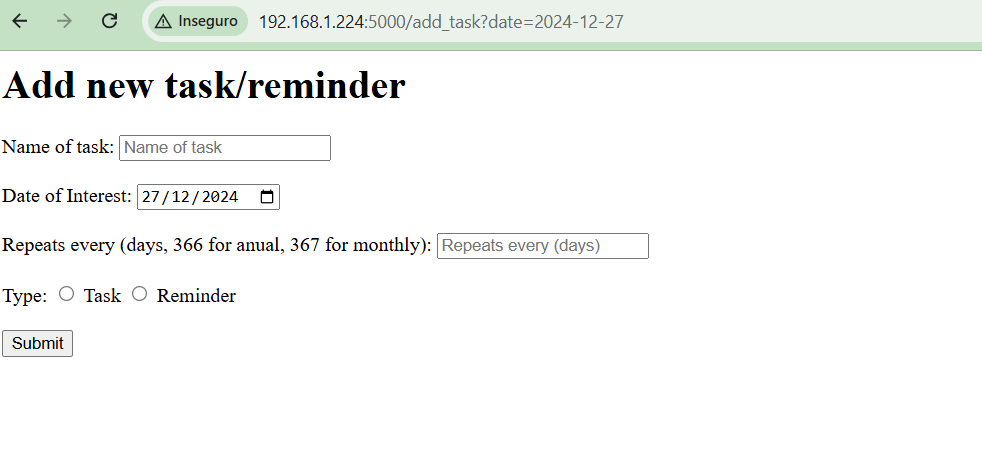 Inseguro 192.168.1.224:5000/add_task?date=2024-12-27
Add new task/reminder
Name of task: Name of task
Date of Interest: 27/12/2024
Repeats every (days, 366 for anual, 367 for monthly): Repeats every (days)
Type: Task Reminder
Submit